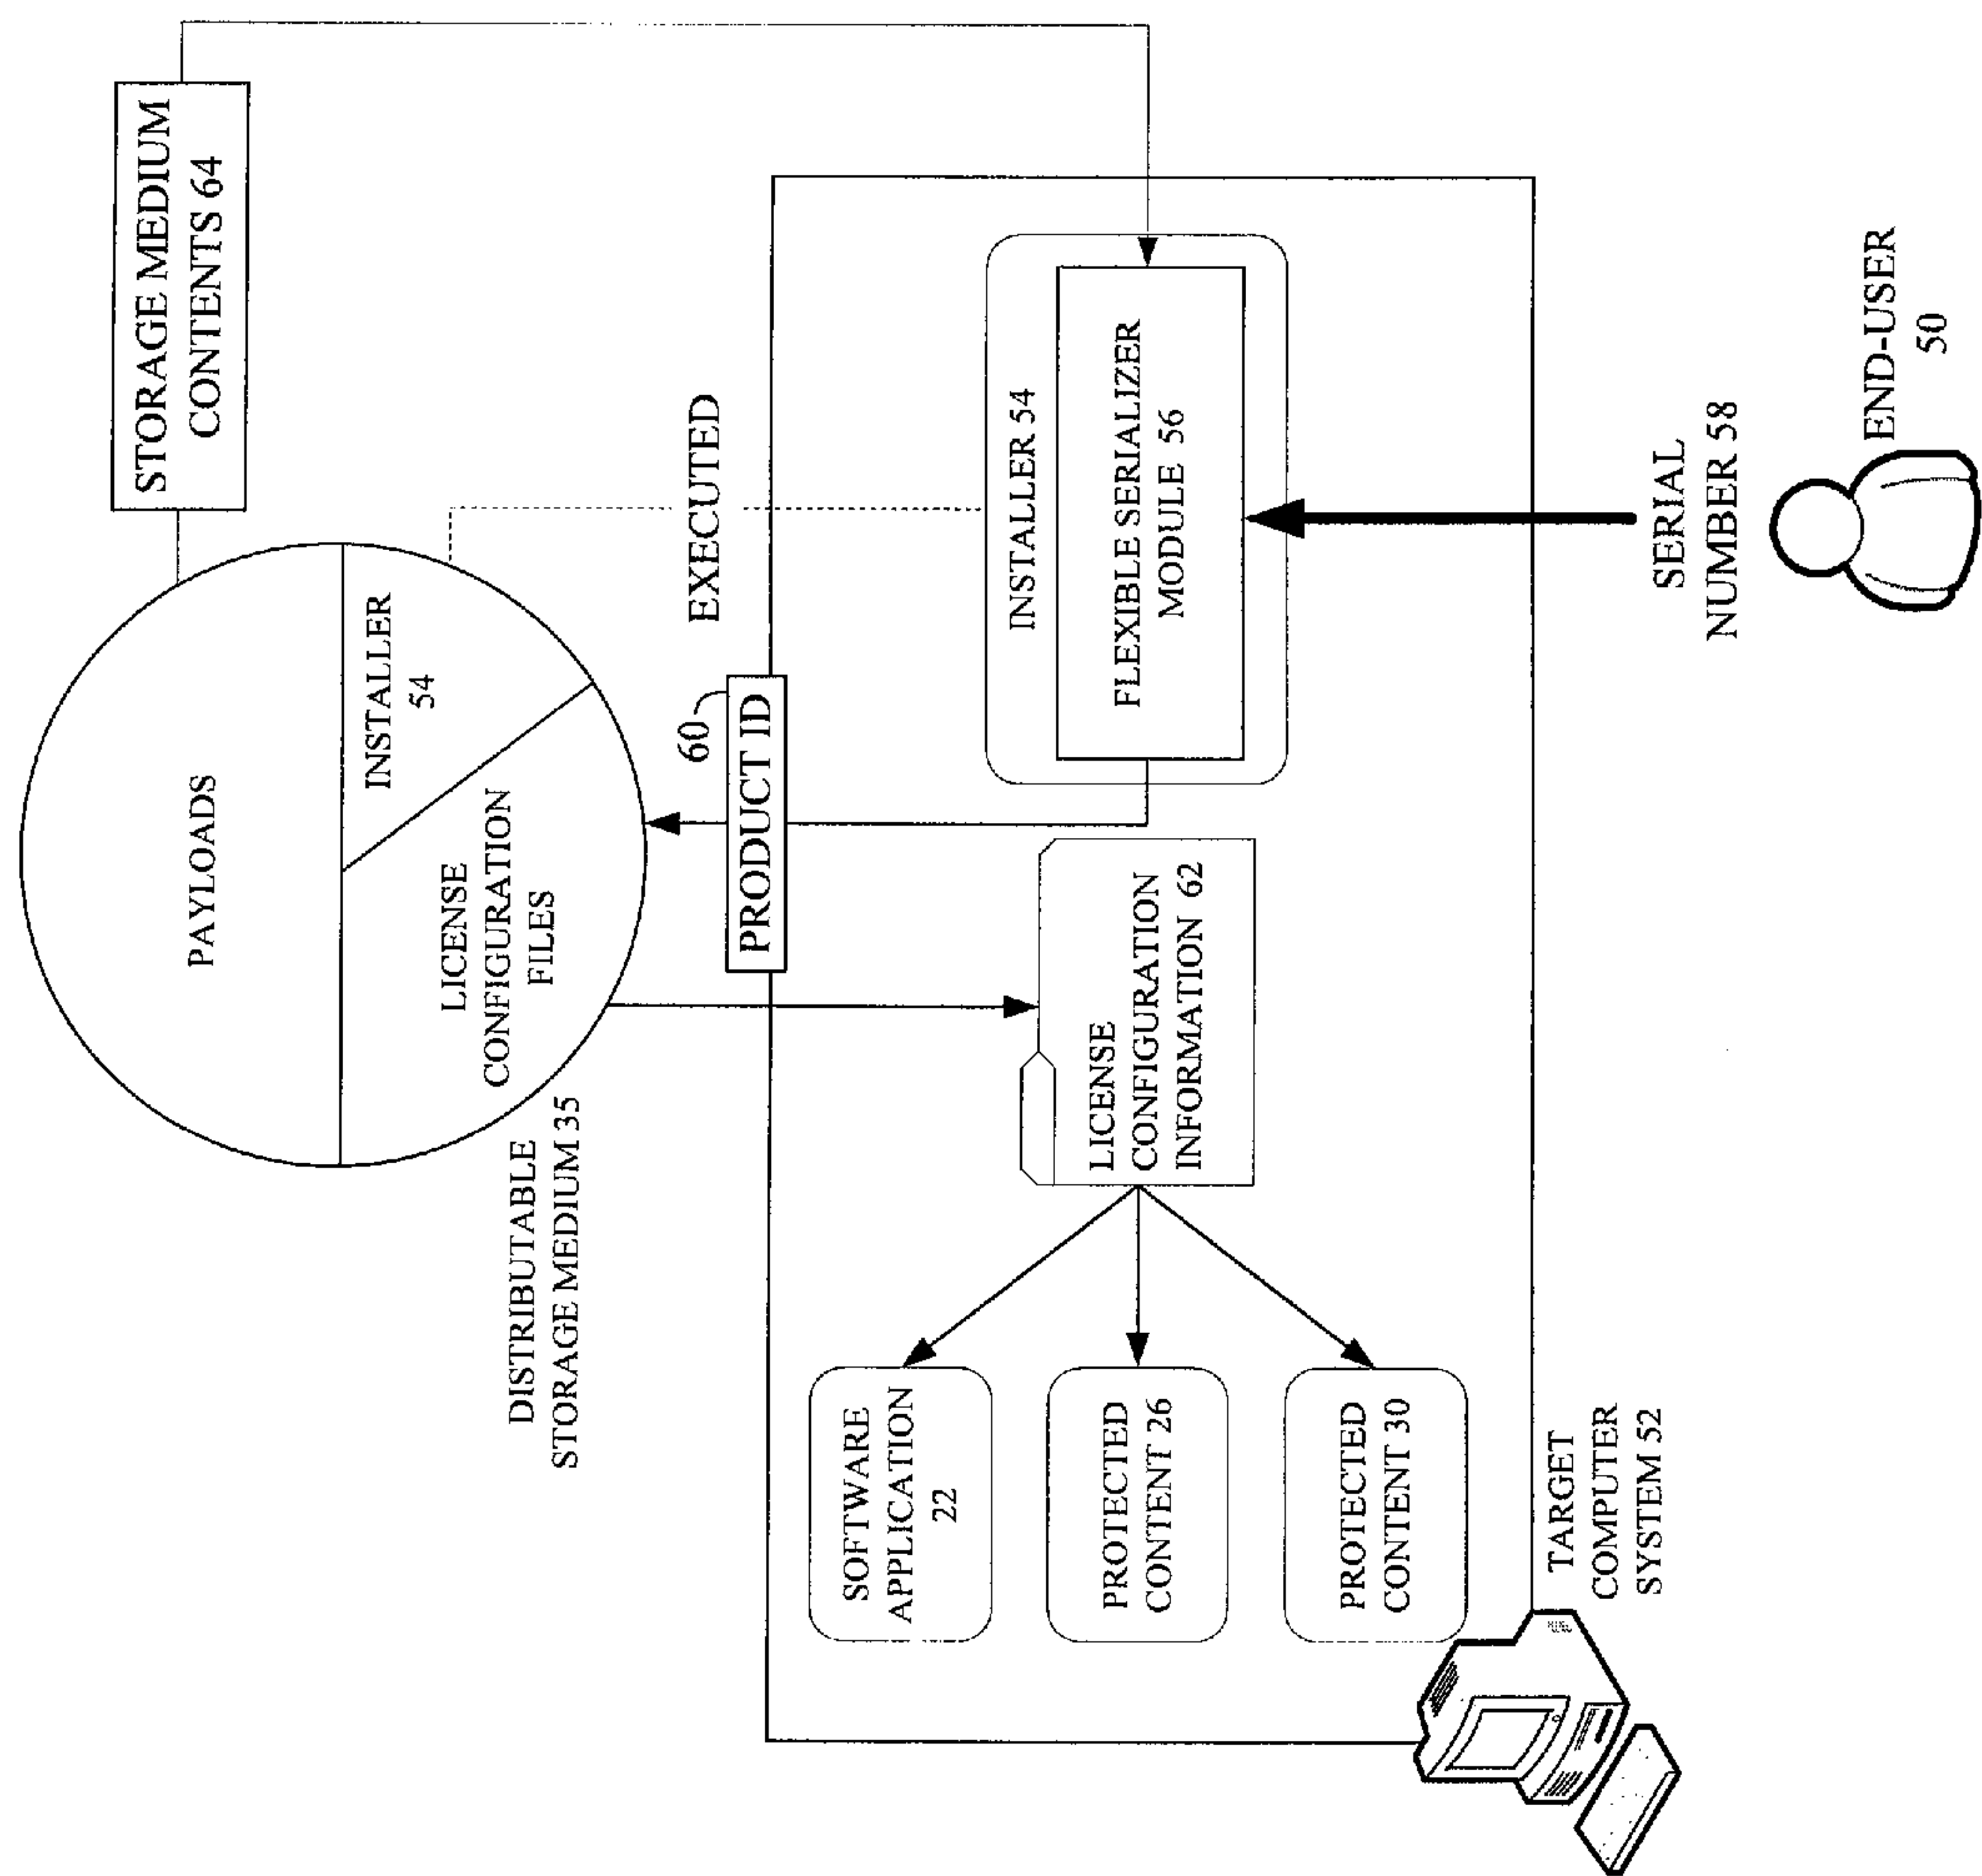 STORAGE MEDIUM
CONTENTS 64
PAYLOADS
INSTALLER
54
LICENSE
CONFIGURATION
FILES
DISTRIBUTABLE
STORAGE MEDIUM 35
EXECUTED
60
PRODUCT ID
INSTALLER 54
FLEXIBLE SERIALIZER
MODULE 56
LICENSE
CONFIGURATION
INFORMATION 62
SOFTWARE
APPLICATION
22
PROTECTED
CONTENT 26
PROTECTED
CONTENT 30
TARGET
COMPUTER
SYSTEM 52
SERIAL
NUMBER 58
END-USER
50